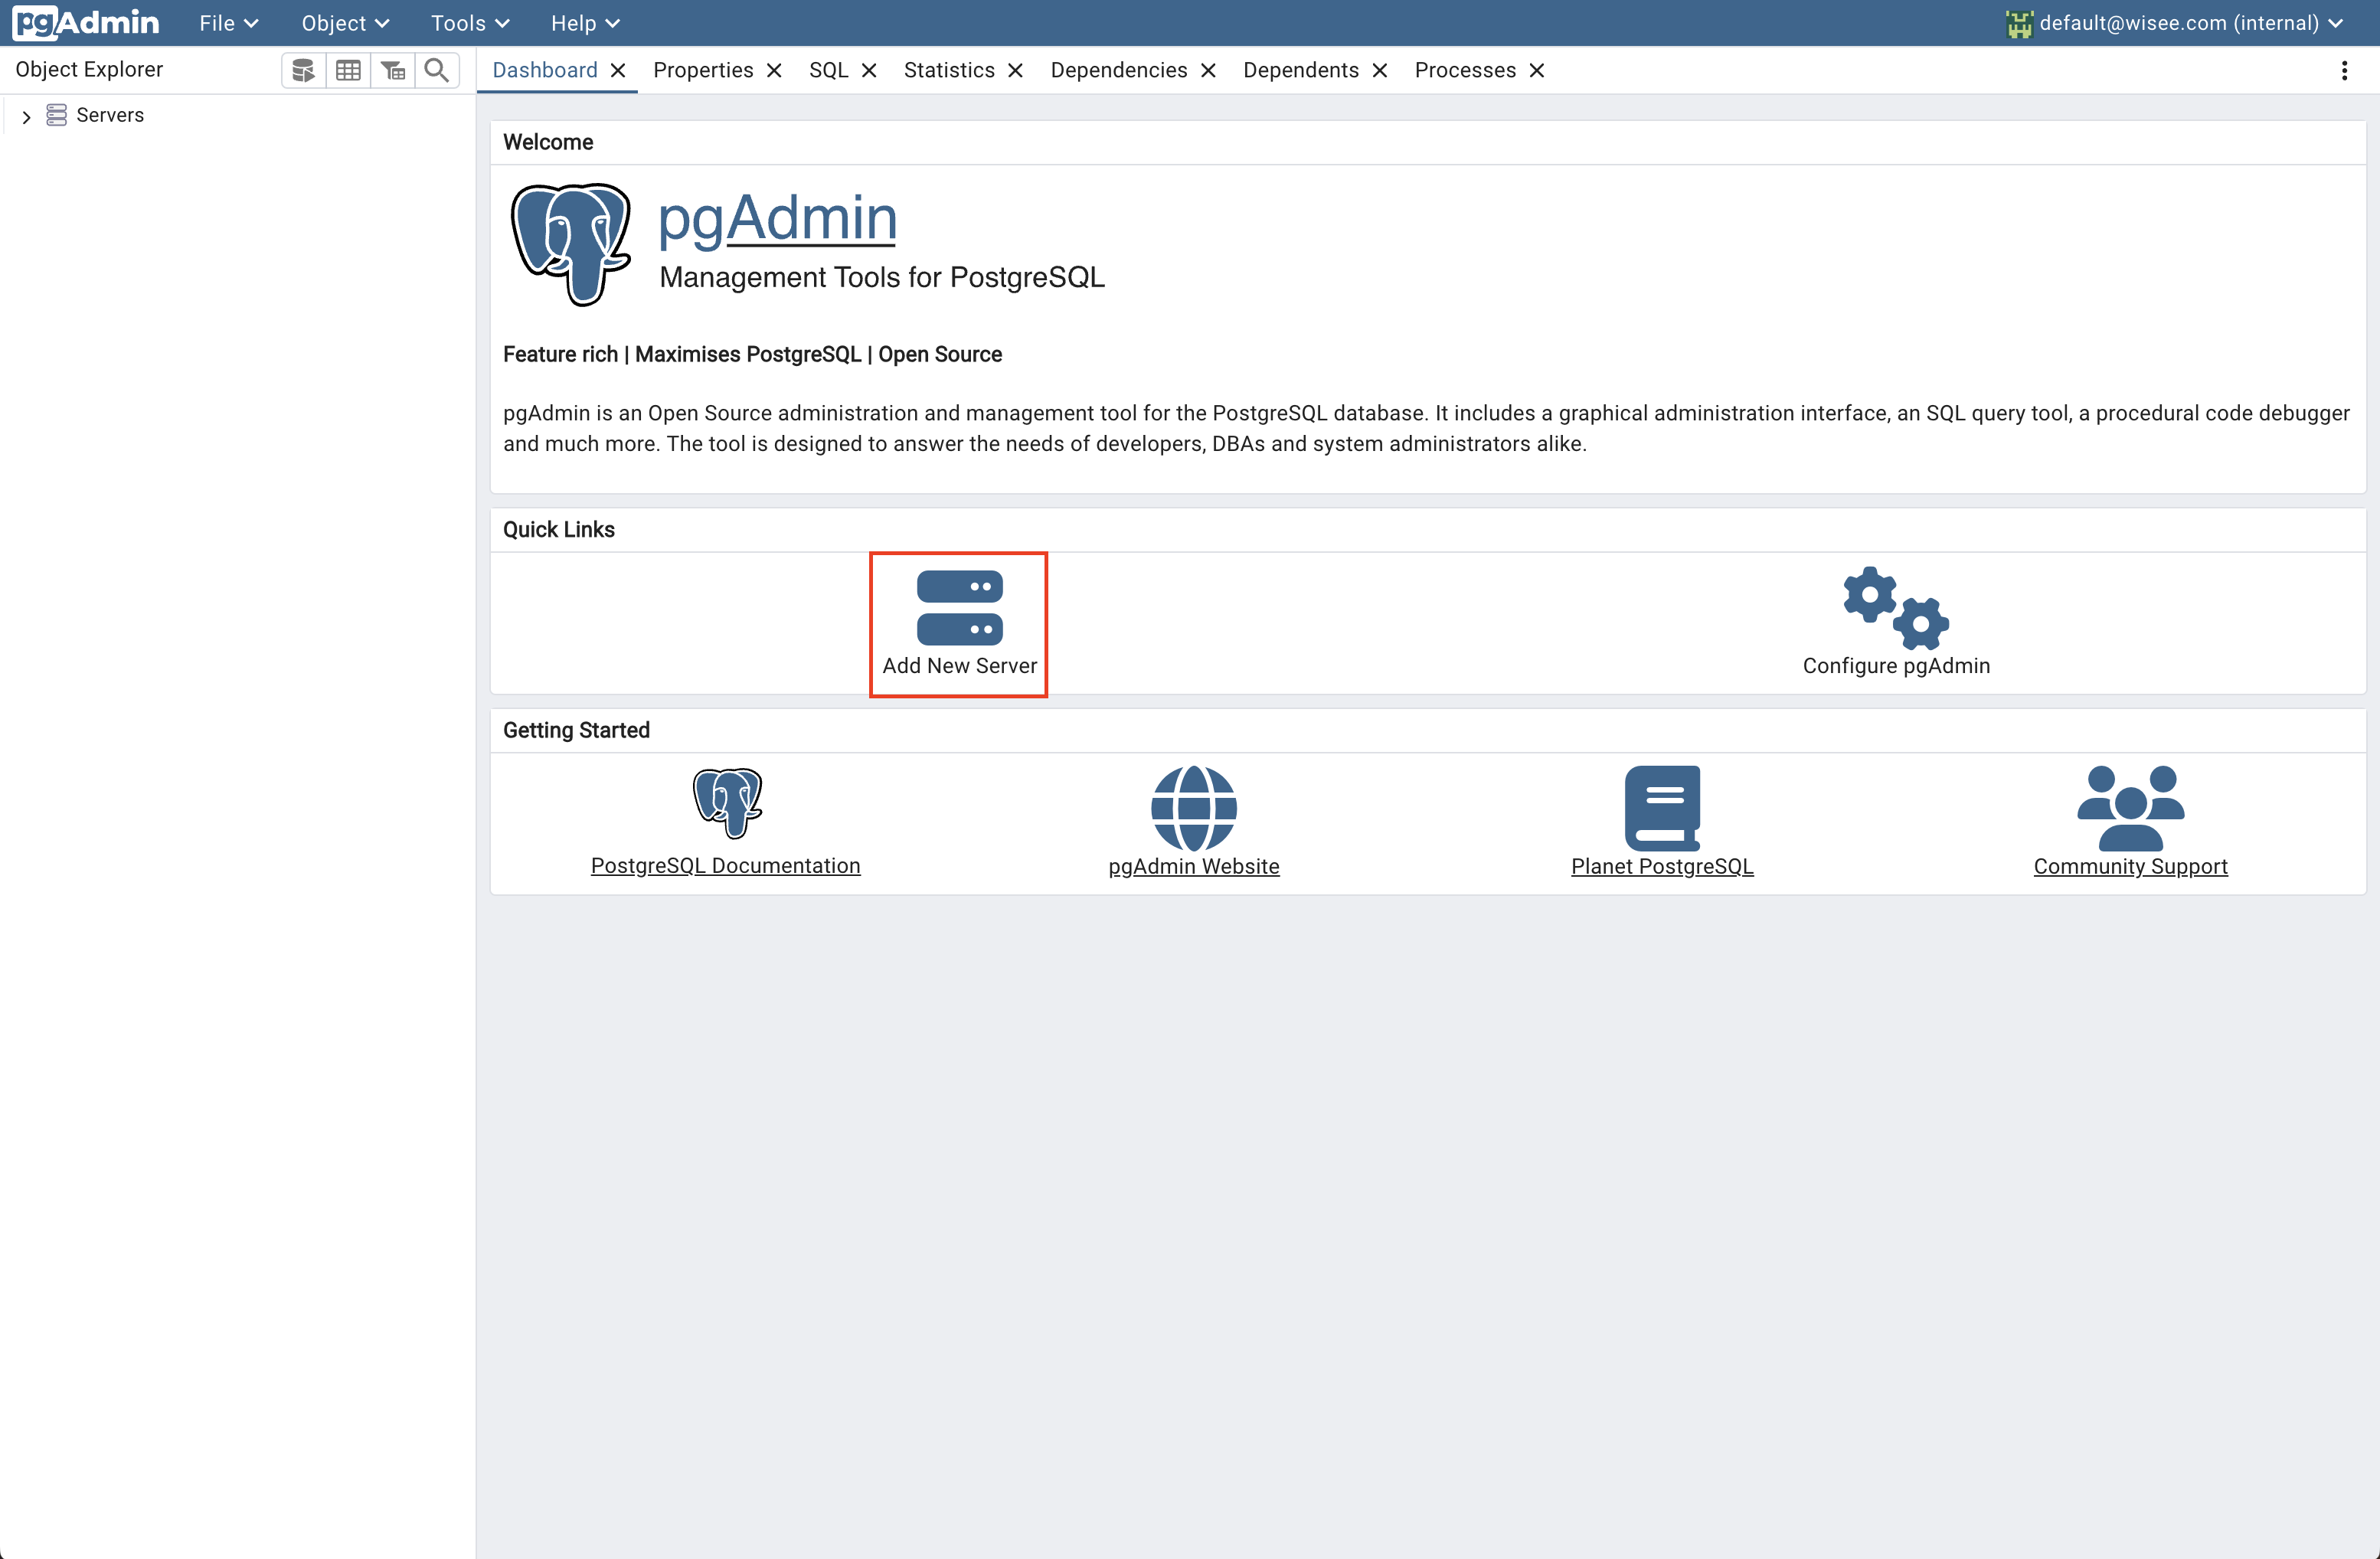 pgAdmin File Object Tools Help default@wisee.com (internal)
Object Explorer
Dashboard Properties SQL Statistics Dependencies Dependents Processes
Servers
Welcome
pgAdmin
Management Tools for PostgreSQL
Feature rich | Maximises PostgreSQL | Open Source
pgAdmin is an Open Source administration and management tool for the PostgreSQL database. It includes a graphical administration interface, an SQL query tool, a procedural code debugger
and much more. The tool is designed to answer the needs of developers, DBAs and system administrators alike.
Quick Links
Add New Server Configure pgAdmin
Getting Started
PostgreSQL Documentation pgAdmin Website Planet PostgreSQL Community Support